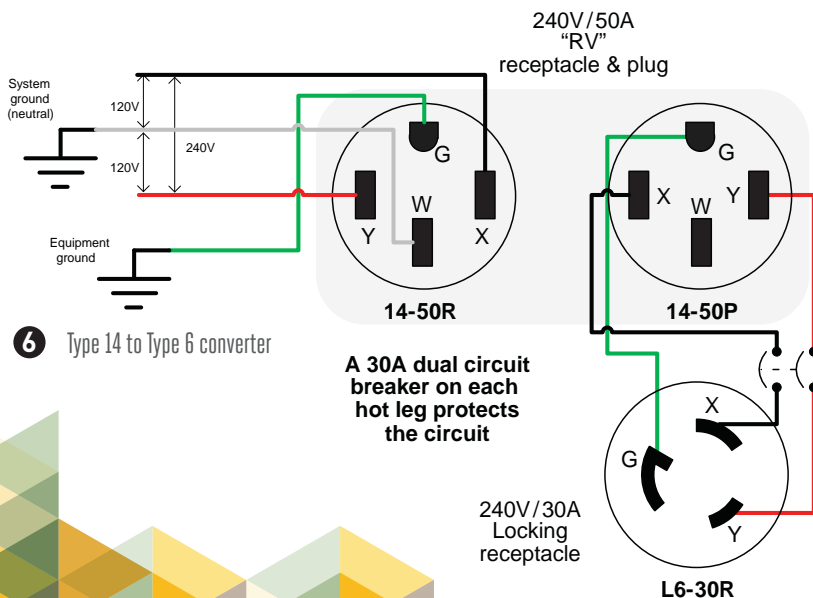 240V/50A
“RV”
receptacle & plug
System
ground
(neutral)
120V
240V
120V
G
W
Y
X
14-50R
G
X
W
Y
14-50P
Equipment
ground
6 Type 14 to Type 6 converter
A 30A dual circuit
breaker on each
hot leg protects
the circuit
X
G
Y
240V/30A
Locking
receptacle
L6-30R